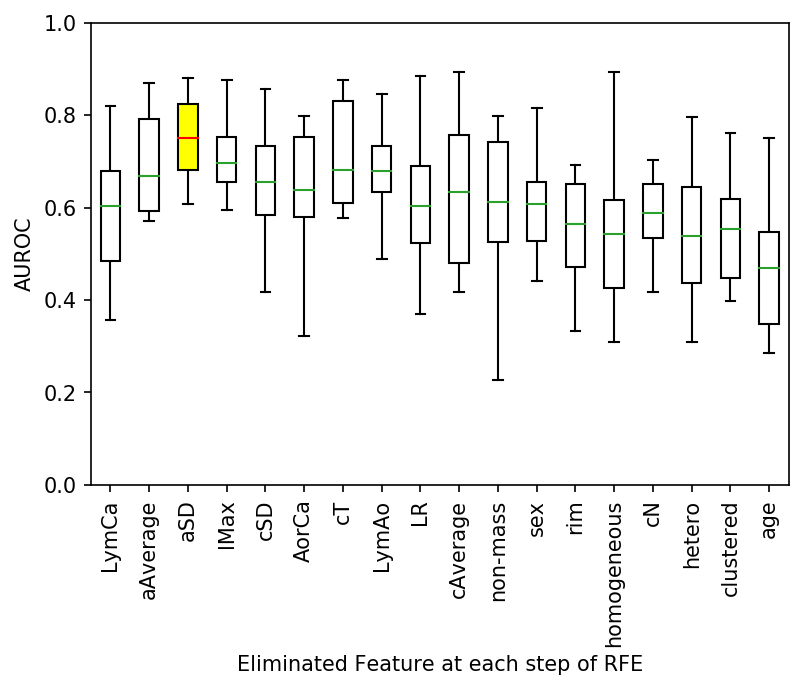 1.0
0.8
0.6
0.4
0.2
0.0
AUROC
LymCa
aAverage
aSD
IMax
cSD
AorCa
cT
LymAo
LR
cAverage
non-mass
sex
rim
homogeneous
cN
hetero
clustered
age
Eliminated Feature at each step of RFE